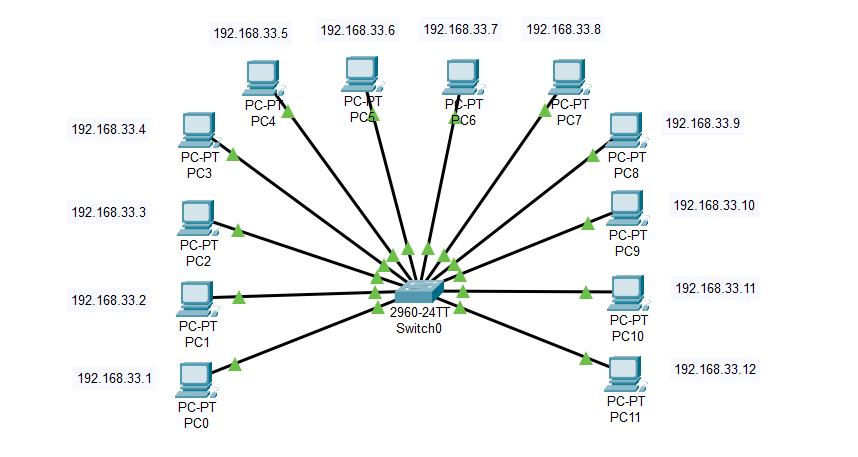 192.168.33.5
192.168.33.6
192.168.33.7
192.168.33.8
PC-PT
PC4
PC-PT
PC5
PC-PT
PC6
PC-PT
PC7
192.168.33.4
PC-PT
PC3
192.168.33.9
PC-PT
PC8
192.168.33.3
PC-PT
PC2
192.168.33.10
PC-PT
PC9
192.168.33.2
PC-PT
PC1
2960-24TT
Switch0
192.168.33.11
PC-PT
PC10
192.168.33.1
PC-PT
PC0
192.168.33.12
PC-PT
PC11